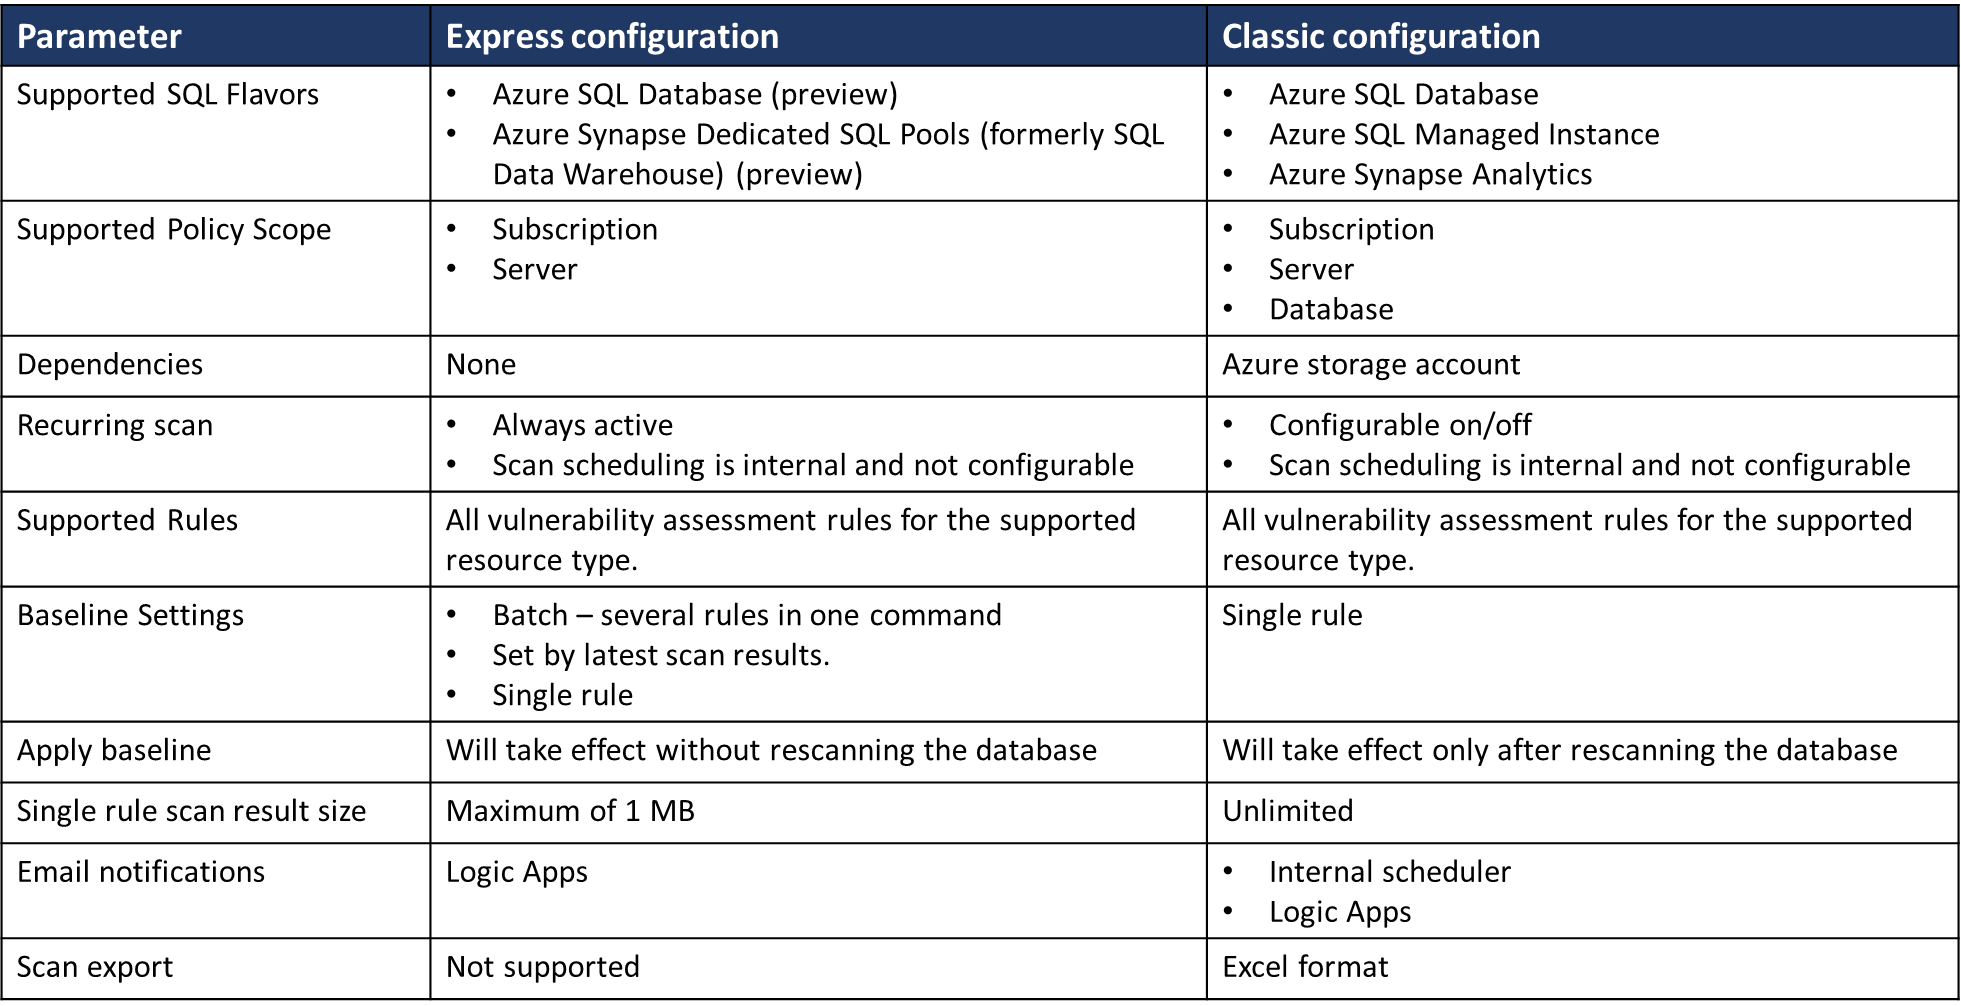 Parameter
Express configuration
Classic configuration
Supported SQL Flavors
• Azure SQL Database (preview)
• Azure Synapse Dedicated SQL Pools (formerly SQL
Data Warehouse) (preview)
• Azure SQL Database
• Azure SQL Managed Instance
• Azure Synapse Analytics
Supported Policy Scope
• Subscription
• Server
• Subscription
• Server
• Database
Dependencies
None
Azure storage account
Recurring scan
• Always active
• Scan scheduling is internal and not configurable
• Configurable on/off
• Scan scheduling is internal and not configurable
Supported Rules
All vulnerability assessment rules for the supported
resource type.
All vulnerability assessment rules for the supported
resource type.
Baseline Settings
• Batch – several rules in one command
• Set by latest scan results.
• Single rule
Single rule
Apply baseline
Will take effect without rescanning the database
Will take effect only after rescanning the database
Single rule scan result size
Maximum of 1 MB
Unlimited
Email notifications
Logic Apps
• Internal scheduler
• Logic Apps
Scan export
Not supported
Excel format